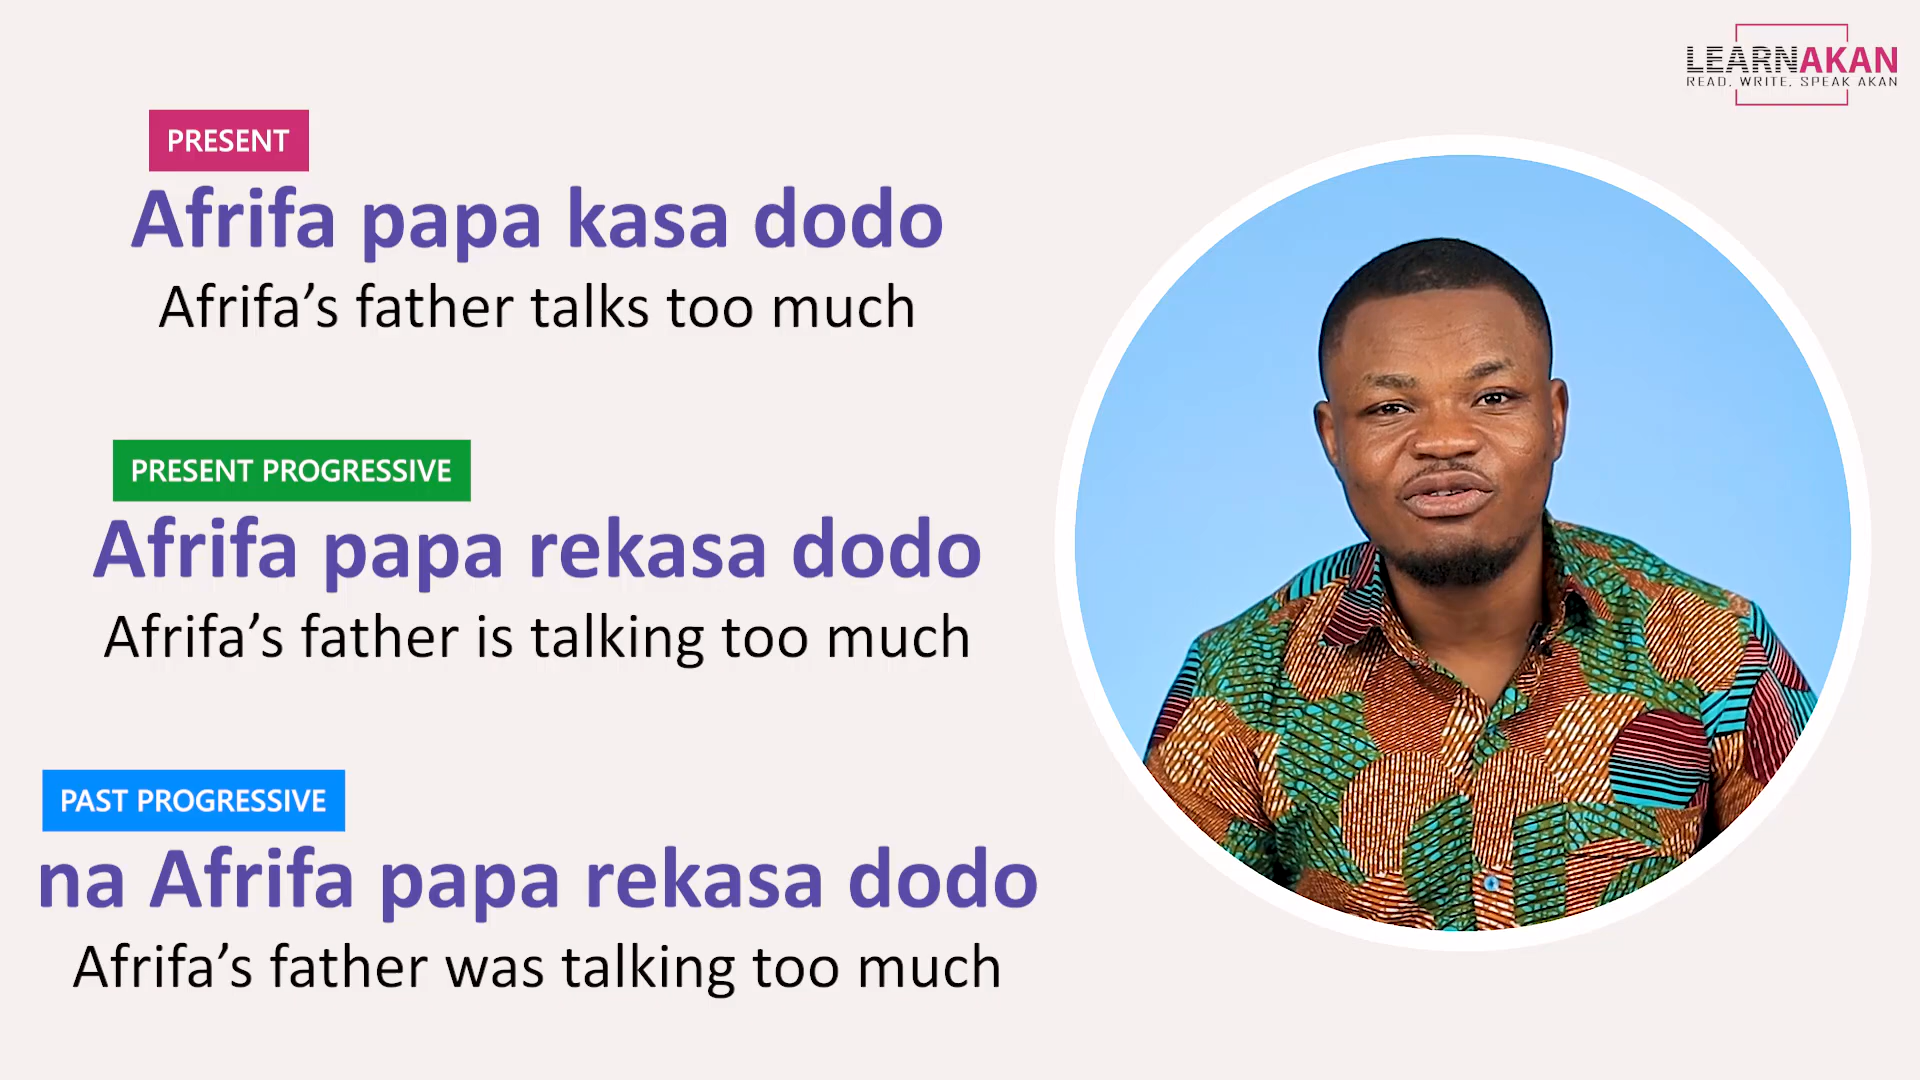 LEARNAKAN
READ. WRITE. SPEAK AKAN
PRESENT
Afrifa papa kasa dodo
Afrifa’s father talks too much
PRESENT PROGRESSIVE
Afrifa papa rekasa dodo
Afrifa’s father is talking too much
PAST PROGRESSIVE
na Afrifa papa rekasa dodo
Afrifa’s father was talking too much